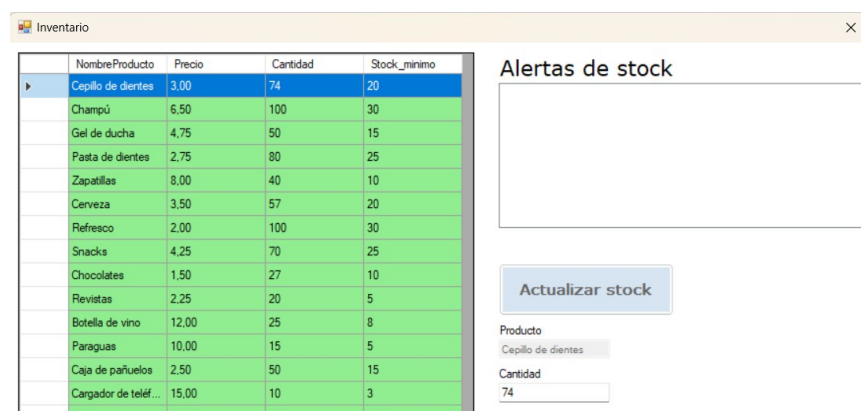 Inventario
NombreProducto Precio Cantidad Stock_minimo
Cepillo de dientes 3,00 74 20
Champú 6,50 100 30
Gel de ducha 4,75 50 15
Pasta de dientes 2,75 80 25
Zapatillas 8,00 40 10
Cerveza 3,50 57 20
Refresco 2,00 100 30
Snacks 4,25 70 25
Chocolates 1,50 27 10
Revistas 2,25 20 5
Botella de vino 12,00 25 8
Paraguas 10,00 15 5
Caja de pañuelos 2,50 50 15
Cargador de teléf... 15,00 10 3
Alertas de stock
Actualizar stock
Producto
Cepillo de dientes
Cantidad
74